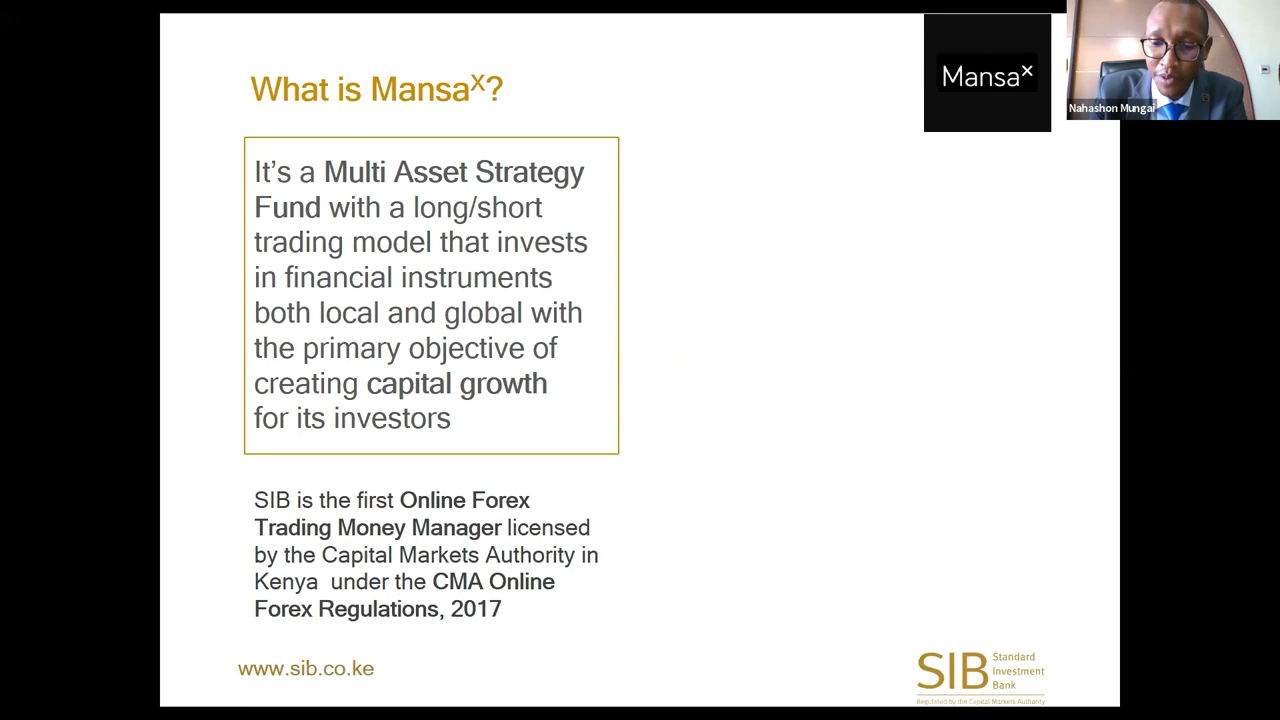 What is Mansaˣ?
Mansaˣ
Nahashon Mungai
It’s a Multi Asset Strategy
Fund with a long/short
trading model that invests
in financial instruments
both local and global with
the primary objective of
creating capital growth
for its investors
SIB is the first Online Forex
Trading Money Manager licensed
by the Capital Markets Authority in
Kenya under the CMA Online
Forex Regulations, 2017
www.sib.co.ke
SIB
Standard
Investment
Bank
Regulated by the Capital Markets Authority